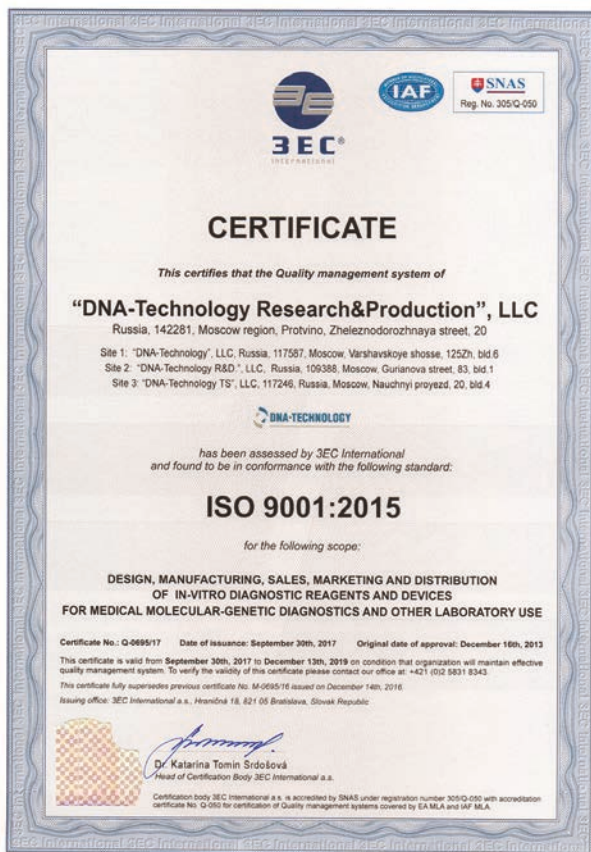 3EC International 3EC International 3EC International 3EC International
3EC®
INTERNATIONAL
IAF
SNAS
Reg. No. 305/Q-050
CERTIFICATE
This certifies that the Quality management system of
“DNA-Technology Research&Production”, LLC
Russia, 142281, Moscow region, Protvino, Zheleznodorozhnaya street, 20
Site 1: “DNA-Technology”, LLC, Russia, 117587, Moscow, Varshavskoye shosse, 125Zh, bld.6
Site 2: “DNA-Technology R&D.”, LLC, Russia, 109388, Moscow, Gurianova street, 83, bld.1
Site 3: “DNA-Technology TS”, LLC, 117246, Russia, Moscow, Nauchnyi proyezd, 20, bld.4
DNA-TECHNOLOGY
has been assessed by 3EC International
and found to be in conformance with the following standard:
ISO 9001:2015
for the following scope:
DESIGN, MANUFACTURING, SALES, MARKETING AND DISTRIBUTION
OF IN-VITRO DIAGNOSTIC REAGENTS AND DEVICES
FOR MEDICAL MOLECULAR-GENETIC DIAGNOSTICS AND OTHER LABORATORY USE
Certificate No.: Q-0695/17 Date of issuance: September 30th, 2017 Original date of approval: December 16th, 2013
This certificate is valid from September 30th, 2017 to December 13th, 2019 on condition that organization will maintain effective
quality management system. To verify the validity of this certificate please contact our office at: +421 (0)2 5831 8343
This certificate fully supersedes previous certificate No. M-0695/16 issued on December 14th, 2016.
Issuing office: 3EC International a.s., Hraničná 18, 821 05 Bratislava, Slovak Republic
Dr. Katarina Tomin Srdošová
Head of Certification Body 3EC International a.s.
Certification body 3EC International a.s. is accredited by SNAS under registration number 305/Q-050 with accreditation
certificate No. Q-050 for certification of Quality management systems covered by EA MLA and IAF MLA.